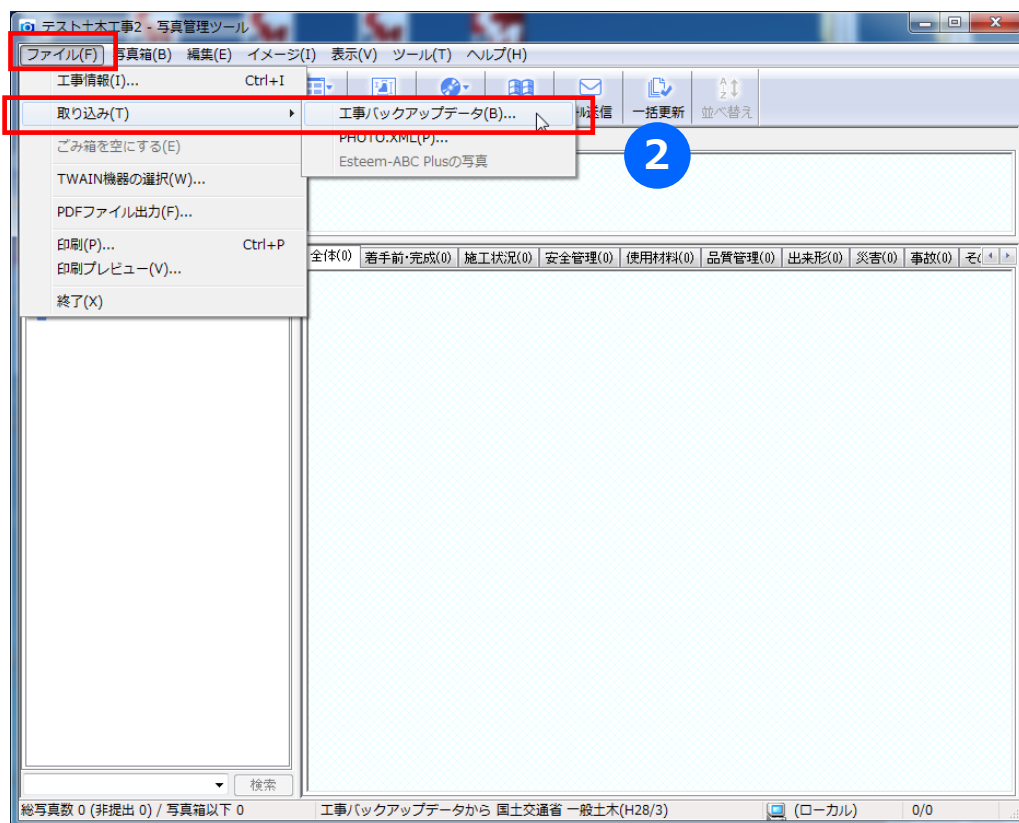 テスト土木工事2 - 写真管理ツール
ファイル(F) 写真箱(B) 編集(E) イメージ(I) 表示(V) ツール(T) ヘルプ(H)
工事情報(I)... Ctrl+I
一括更新 並べ替え
取り込み(T) 工事バックアップデータ(B)...
PHOTO.XML(P)...
Esteem-ABC Plusの写真
2
ごみ箱を空にする(E)
TWAIN機器の選択(W)...
PDFファイル出力(F)...
印刷(P)... Ctrl+P
印刷プレビュー(V)...
終了(X)
全体(0) 着手前・完成(0) 施工状況(0) 安全管理(0) 使用材料(0) 品質管理(0) 出来形(0) 災害(0) 事故(0)
検索
総写真数 0 (非提出 0) / 写真箱以下 0 工事バックアップデータから 国土交通省 一般土木(H28/3) (ローカル) 0/0